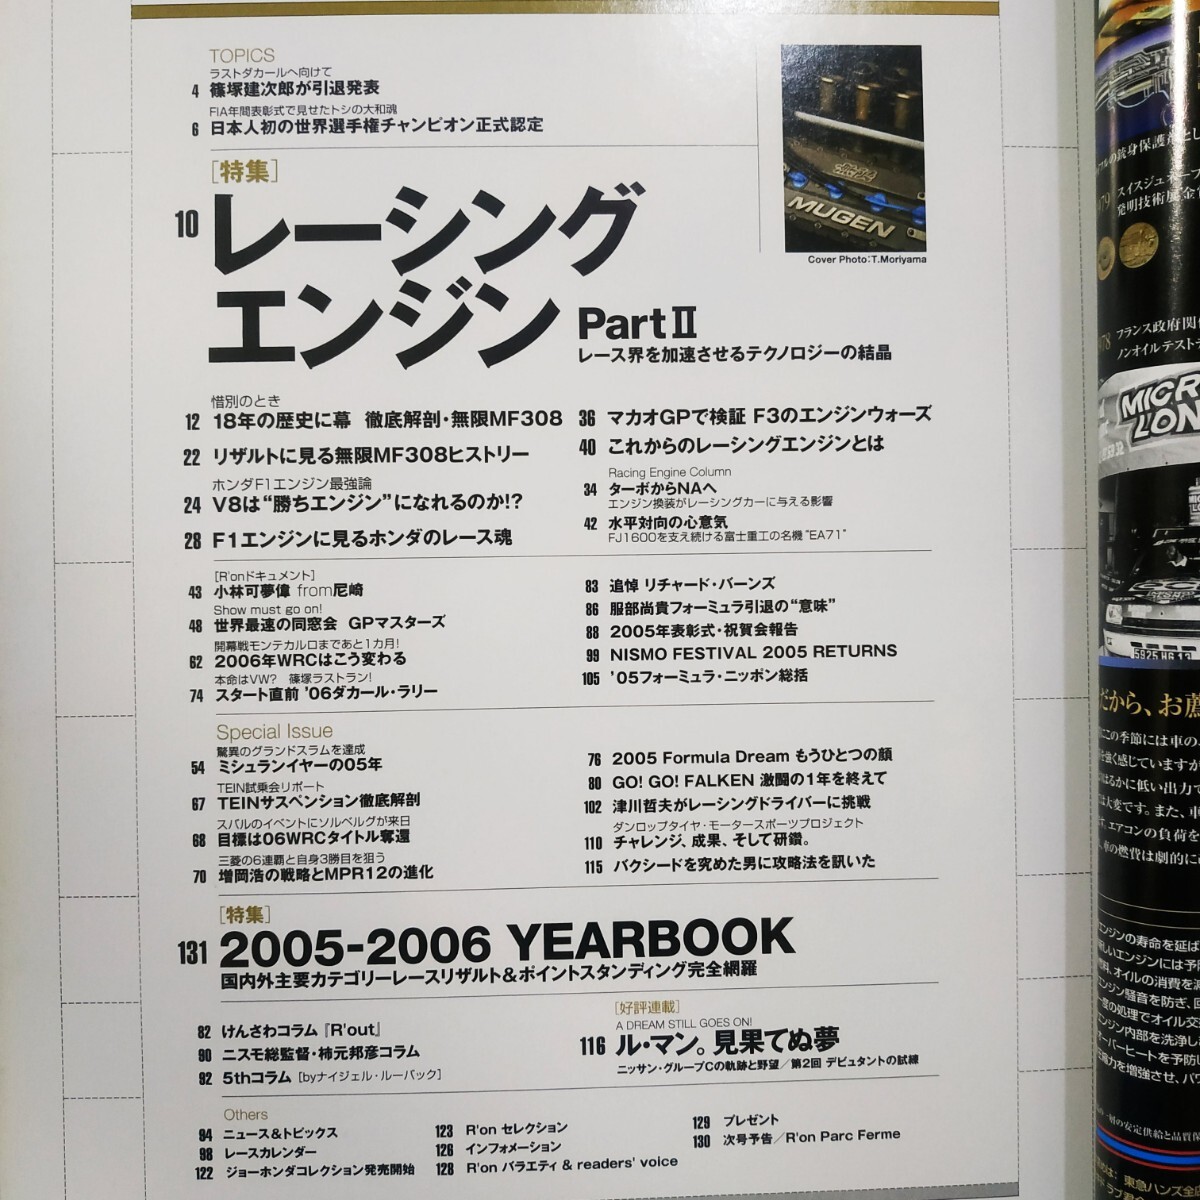 TOPICS
ラストダカールへ向けて
4 篠塚建次郎が引退発表
FIA年間表彰式で見せたトシの大和魂
6 日本人初の世界選手権チャンピオン正式認定
MUGEN
Cover Photo:T.Moriyama
[特集]
10 レーシング
エンジン PartⅡ
レース界を加速させるテクノロジーの結晶
惜別のとき
12 18年の歴史に幕 徹底解剖・無限MF308
22 リザルトに見る無限MF308ヒストリー
ホンダF1エンジン最強論
24 V8は“勝ちエンジン”になれるのか!?
28 F1エンジンに見るホンダのレース魂
36 マカオGPで検証 F3のエンジンウォーズ
40 これからのレーシングエンジンとは
Racing Engine Column
34 ターボからNAへ
エンジン換装がレーシングカーに与える影響
42 水平対向の心意気
FJ1600を支え続ける富士重工の名機“EA71”
[R'onドキュメント]
43 小林可夢偉 from尼崎
Show must go on!
48 世界最速の同窓会 GPマスターズ
開幕戦モンテカルロまであと1カ月!
62 2006年WRCはこう変わる
本命はVW? 篠塚ラストラン!
74 スタート直前 '06ダカール・ラリー
83 追悼 リチャード・バーンズ
86 服部尚貴フォーミュラ引退の“意味”
88 2005年表彰式・祝賀会報告
99 NISMO FESTIVAL 2005 RETURNS
105 '05フォーミュラ・ニッポン総括
Special Issue
驚異のグランドスラムを達成
54 ミシュランイヤーの05年
TEIN試乗会リポート
67 TEINサスペンション徹底解剖
スバルのイベントにソルベルグが来日
68 目標は06WRCタイトル奪還
三菱の6連覇と自身3勝目を狙う
70 増岡浩の戦略とMPR12の進化
76 2005 Formula Dream もうひとつの顔
80 GO! GO! FALKEN 激闘の1年を終えて
102 津川哲夫がレーシングドライバーに挑戦
ダンロップタイヤ・モータースポーツプロジェクト
110 チャレンジ、成果、そして研鑽。
115 バクシードを究めた男に攻略法を訊いた
[特集]
131 2005-2006 YEARBOOK
国内外主要カテゴリーレースリザルト&ポイントスタンディング完全網羅
82 けんさわコラム『R'out』
90 ニスモ総監督・柿元邦彦コラム
92 5thコラム [byナイジェル・ルーバック]
[好評連載]
A DREAM STILL GOES ON!
116 ル・マン。見果てぬ夢
ニッサン・グループCの軌跡と野望/第2回 デビュタントの試練
Others
94 ニュース&トピックス
98 レースカレンダー
122 ジョーホンダコレクション発売開始
123 R'on セレクション
126 インフォメーション
128 R'on バラエティ & readers' voice
129 プレゼント
130 次号予告/R'on Parc Ferme
スイスジュネーブ
フランス政府関
ノンオイルテスト
MICR
LON
5925 H6 13
だから、お薦